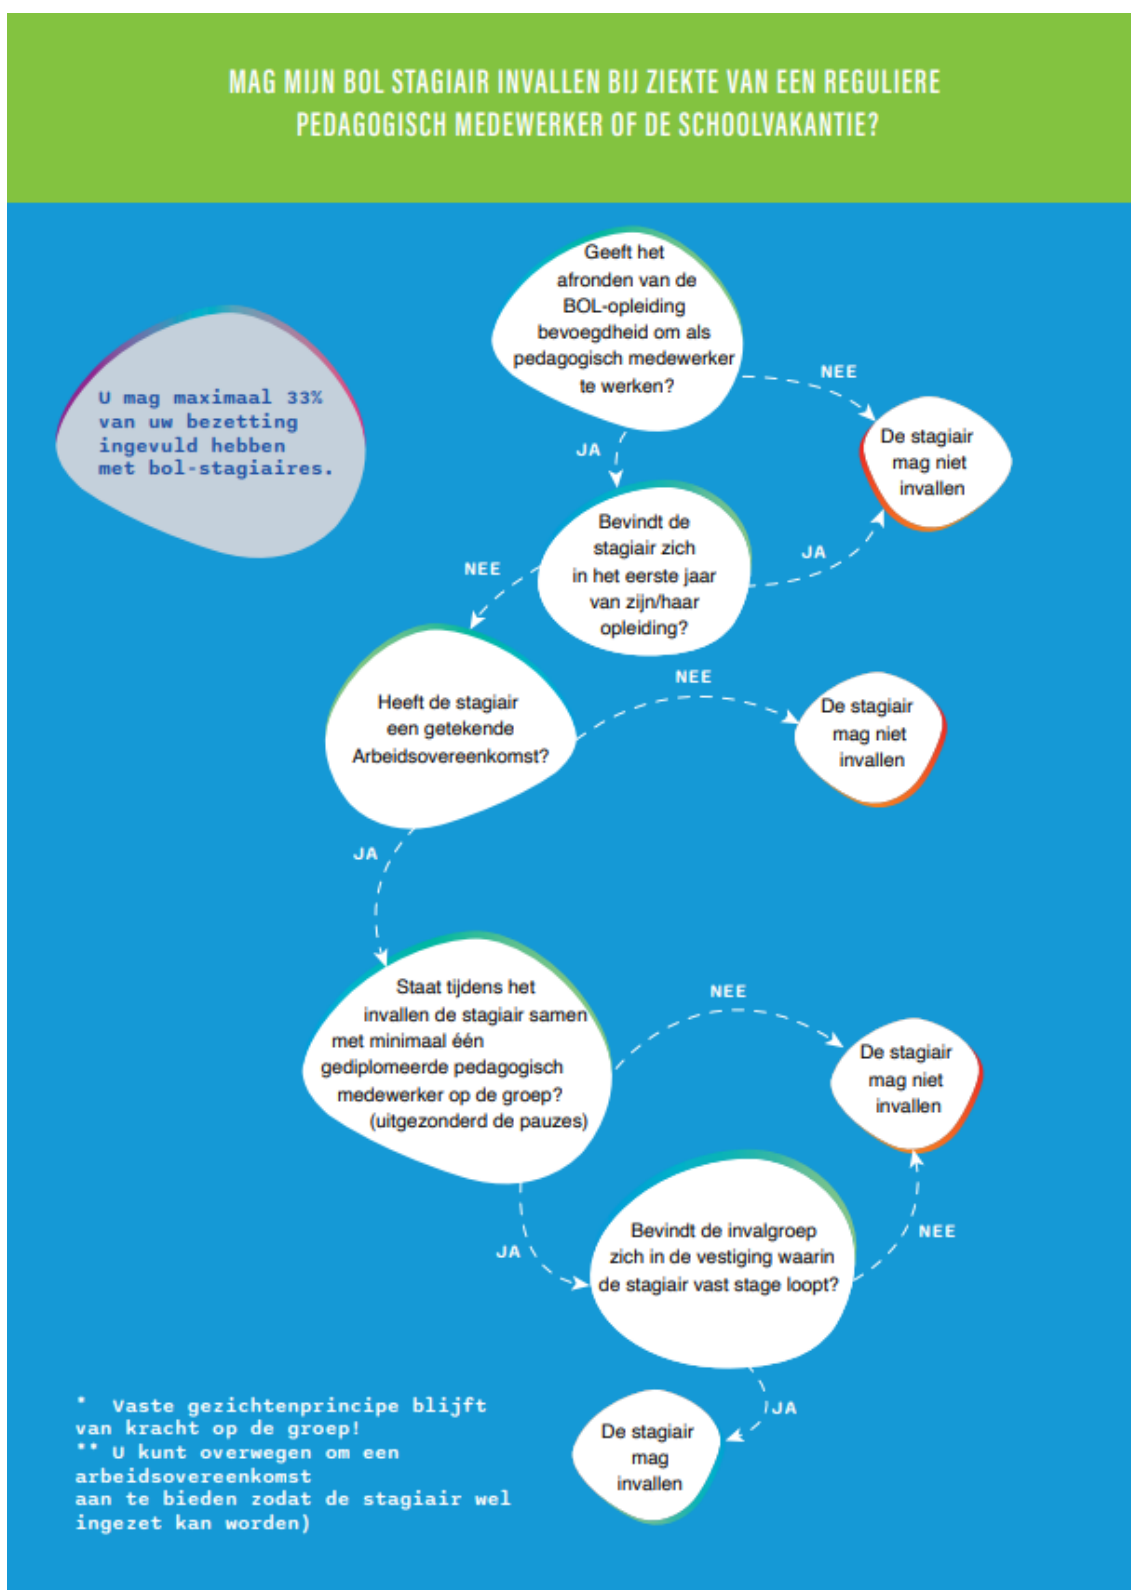 MAG MIJN BOL STAGIAIR INVALLEN BIJ ZIEKTE VAN EEN REGULIERE
PEDAGOGISCH MEDEWERKER OF DE SCHOOLVAKANTIE?
Geeft het
afronden van de
BOL-opleiding
bevoegdheid om als
pedagogisch medewerker
te werken?
NEE
JA
De stagiair
mag niet
invallen
U mag maximaal 33%
van uw bezetting
ingevuld hebben
met bol-stagiaires.
Bevindt de
stagiair zich
in het eerste jaar
van zijn/haar
opleiding?
JA
NEE
Heeft de stagiair
een getekende
Arbeidsovereenkomst?
NEE
De stagiair
mag niet
invallen
JA
Staat tijdens het
invallen de stagiair samen
met minimaal één
gediplomeerde pedagogisch
medewerker op de groep?
(uitgezonderd de pauzes)
NEE
De stagiair
mag niet
invallen
JA
Bevindt de invalgroep
zich in de vestiging waarin
de stagiair vast stage loopt?
NEE
JA
De stagiair
mag
invallen
* Vaste gezichtenprincipe blijft
van kracht op de groep!
** U kunt overwegen om een
arbeidsovereenkomst
aan te bieden zodat de stagiair wel
ingezet kan worden)